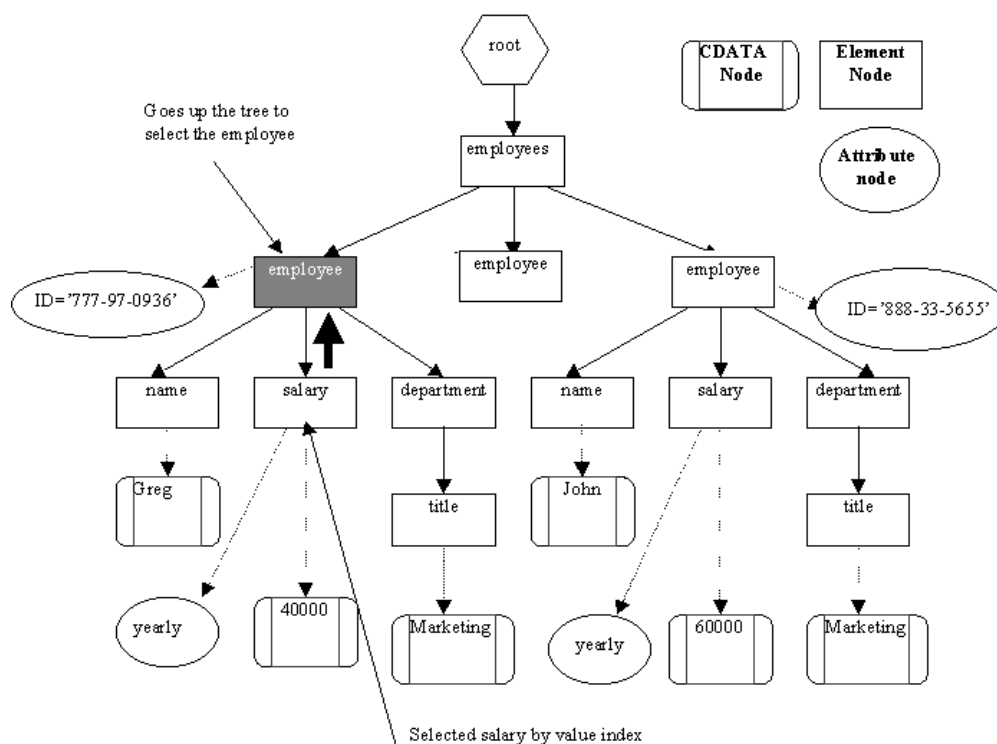 root
CDATA
Node
Element
Node
Goes up the tree to
select the employee
employees
Attribute
node
employee
employee
employee
ID='777-97-0936'
ID='888-33-5655'
name
salary
department
name
salary
department
Greg
title
John
title
yearly
40000
Marketing
yearly
60000
Marketing
Selected salary by value index